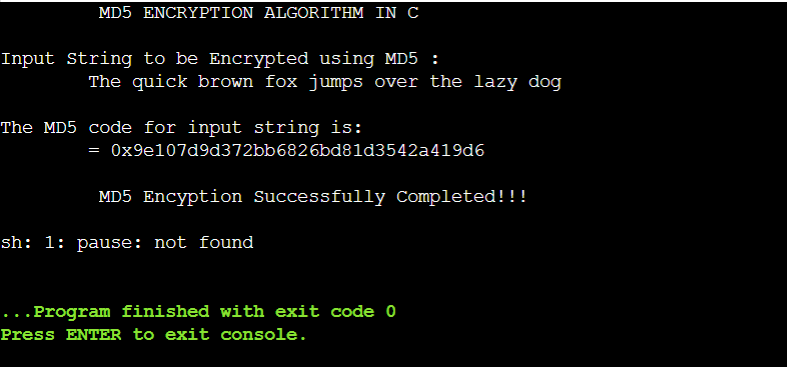 MD5 ENCRYPTION ALGORITHM IN C
Input String to be Encrypted using MD5 :
The quick brown fox jumps over the lazy dog
The MD5 code for input string is:
= 0x9e107d9d372bb6826bd81d3542a419d6
MD5 Encyption Successfully Completed!!!
sh: 1: pause: not found
...Program finished with exit code 0
Press ENTER to exit console.